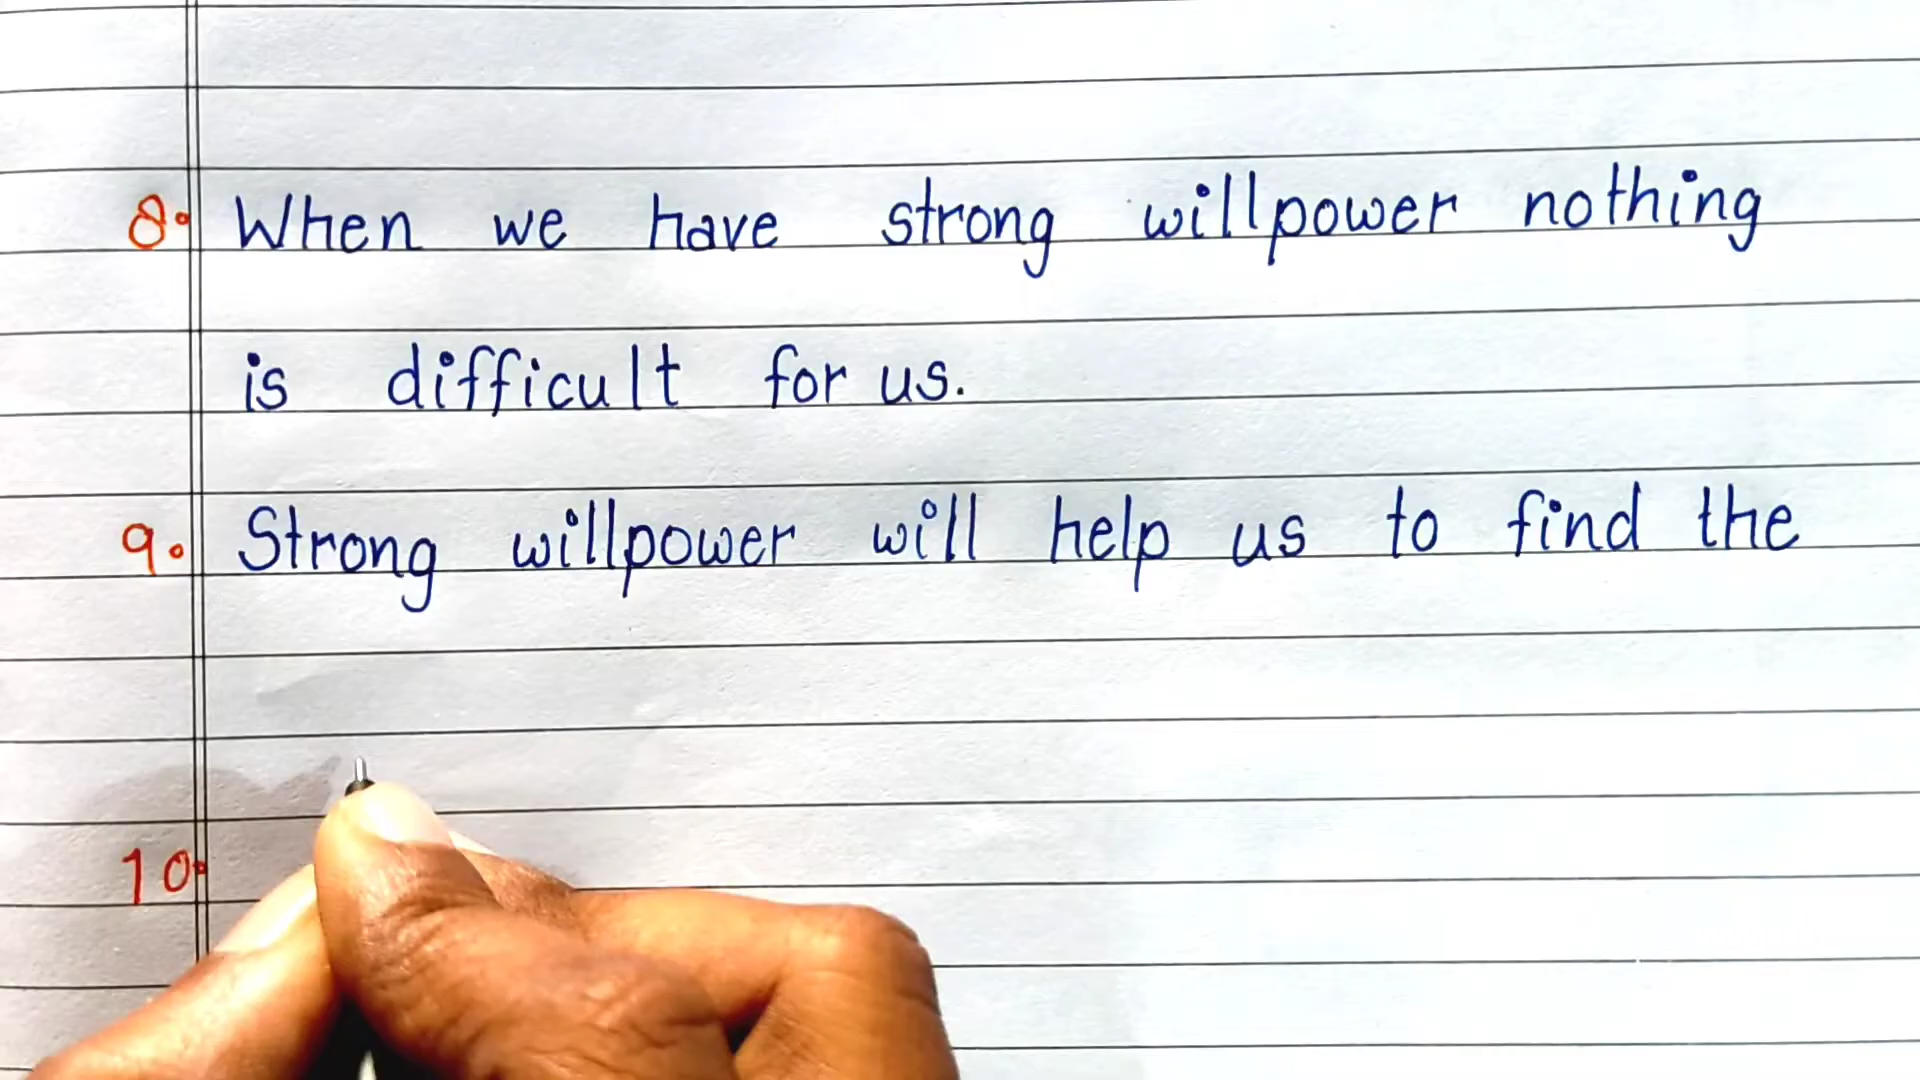 8. When we have strong willpower nothing
is difficult for us.
9. Strong willpower will help us to find the
10.